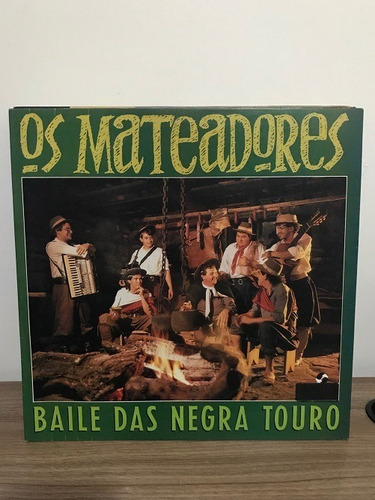 OS MATEADORES
BAILE DAS NEGRA TOURO